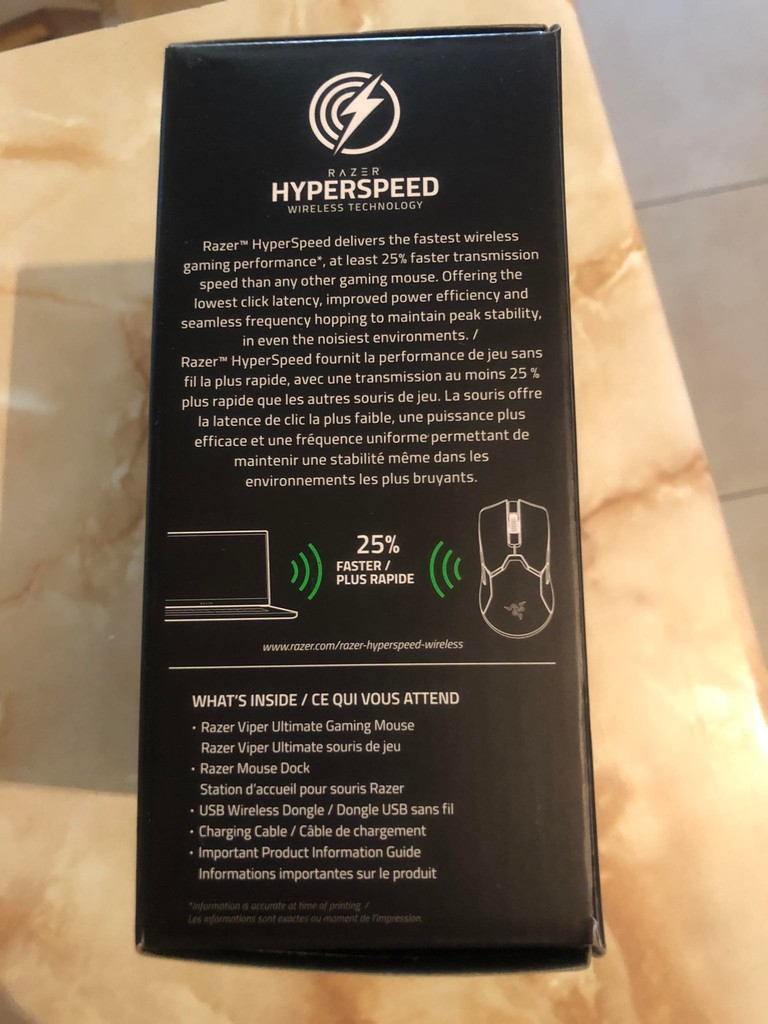 RAZER
HYPERSPEED
WIRELESS TECHNOLOGY
Razer™ HyperSpeed delivers the fastest wireless
gaming performance*, at least 25% faster transmission
speed than any other gaming mouse. Offering the
lowest click latency, improved power efficiency and
seamless frequency hopping to maintain peak stability,
in even the noisiest environments. /
Razer™ HyperSpeed fournit la performance de jeu sans
fil la plus rapide, avec une transmission au moins 25 %
plus rapide que les autres souris de jeu. La souris offre
la latence de clic la plus faible, une puissance plus
efficace et une fréquence uniforme permettant de
maintenir une stabilité même dans les
environnements les plus bruyants.
25%
FASTER /
PLUS RAPIDE
www.razer.com/razer-hyperspeed-wireless
WHAT'S INSIDE / CE QUI VOUS ATTEND
• Razer Viper Ultimate Gaming Mouse
Razer Viper Ultimate souris de jeu
• Razer Mouse Dock
Station d'accueil pour souris Razer
• USB Wireless Dongle / Dongle USB sans fil
• Charging Cable / Câble de chargement
• Important Product Information Guide
Informations importantes sur le produit
*Information is accurate at time of printing. /
Les informations sont exactes au moment de l'impression.